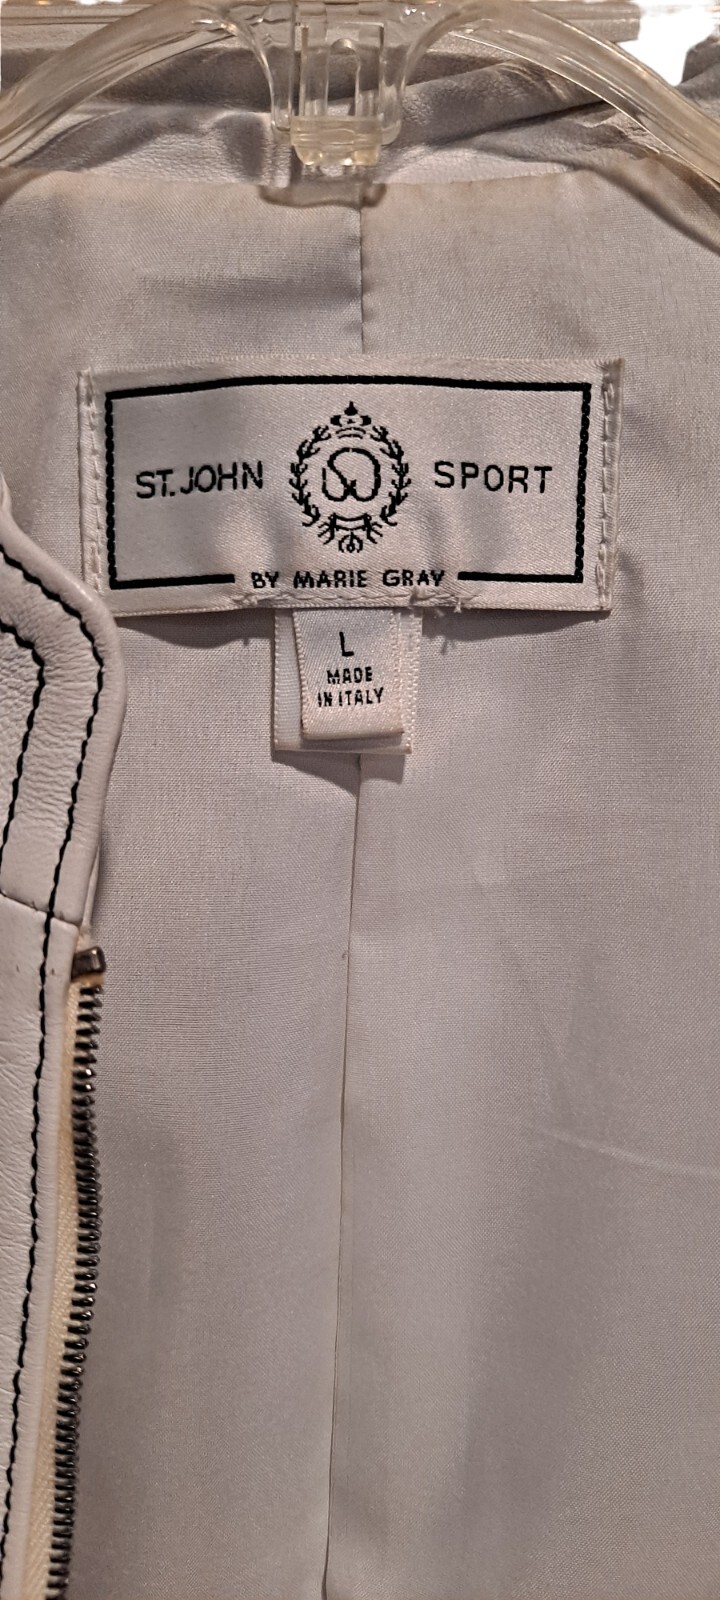 ST. JOHN SPORT
BY MARIE GRAY
L
MADE
IN ITALY